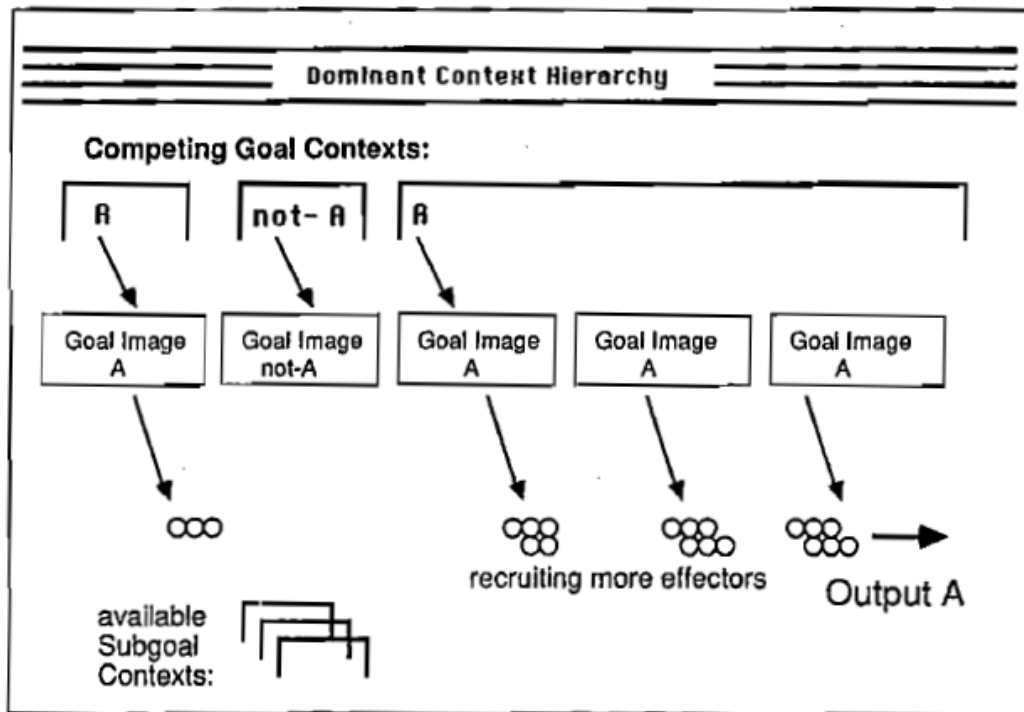 Dominant Context Hierarchy
Competing Goal Contexts:
A not- A A
Goal Image Goal Image Goal Image Goal Image Goal Image
A not-A A A A
recruiting more effectors
Output A
available
Subgoal
Contexts: